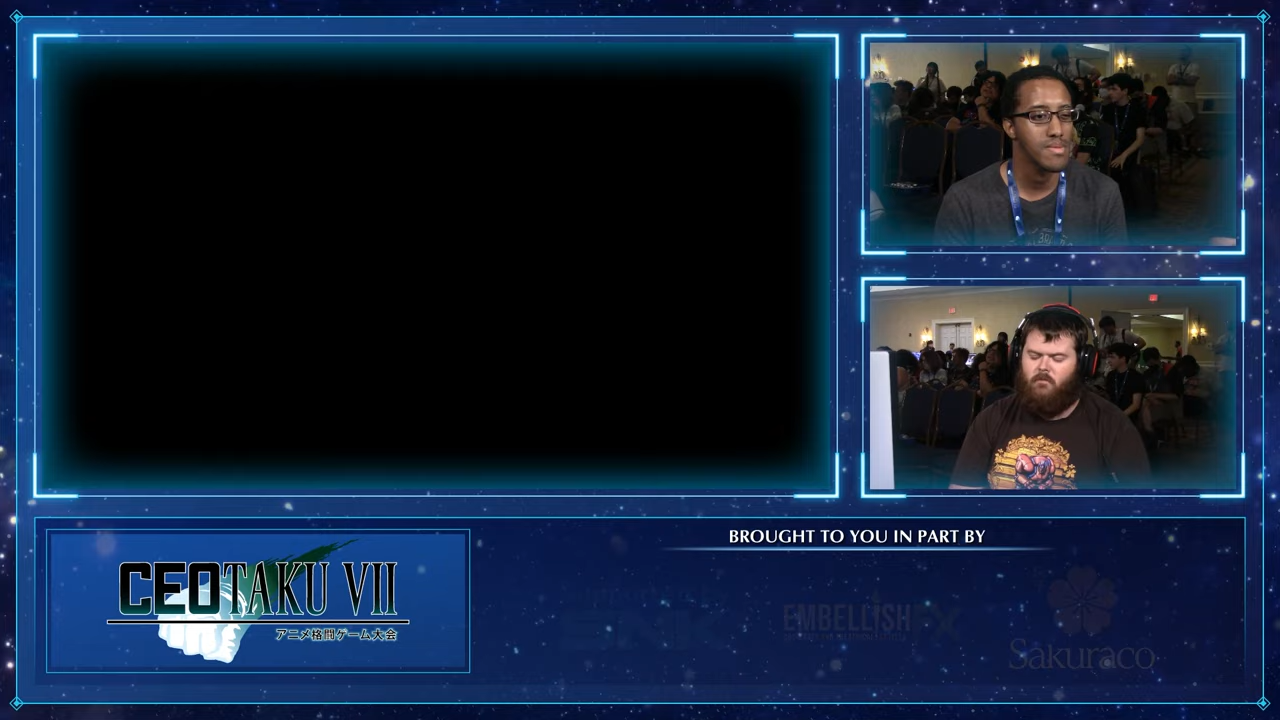 BROUGHT TO YOU IN PART BY
CEOTAKU VII
アニメ格闘ゲーム大会
EMBELLISHFX
Sakuraco